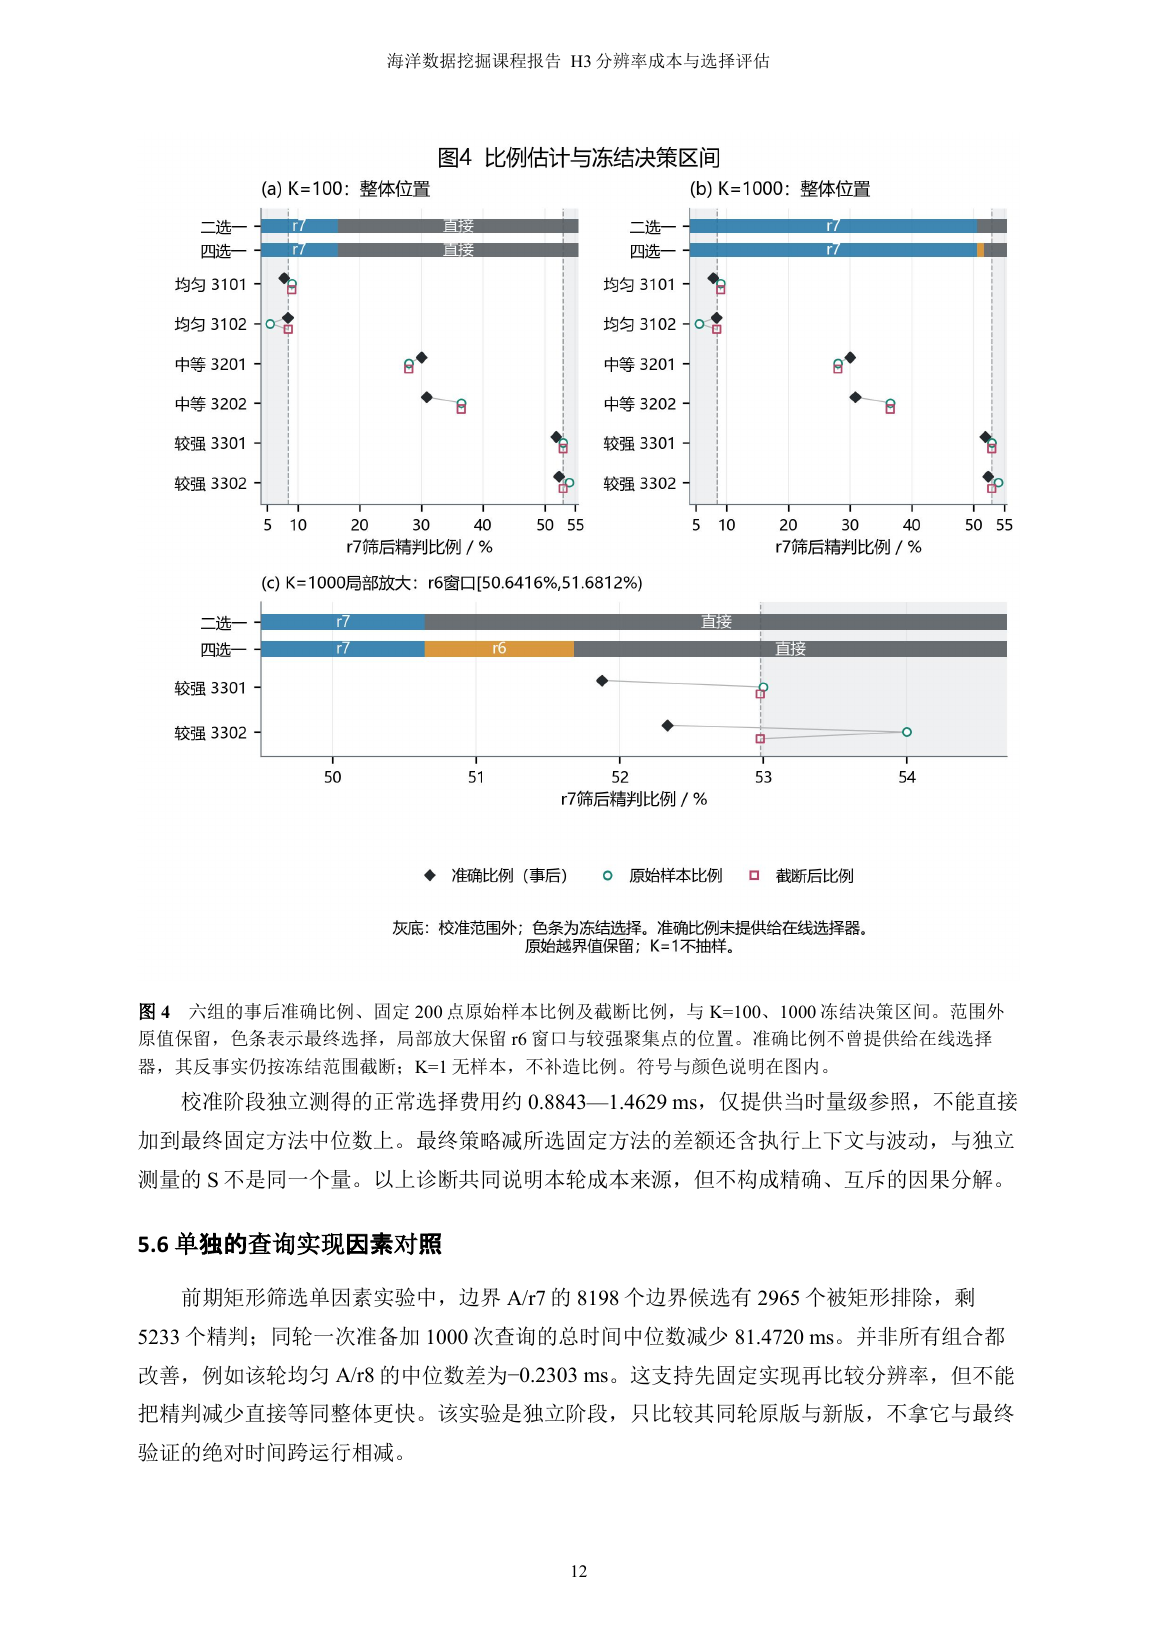 海洋数据挖掘课程报告 H3 分辨率成本与选择评估
图4 比例估计与冻结决策区间
(a) K=100：整体位置
(b) K=1000：整体位置
二选一
r7
直接
二选一
r7
四选一
r7
直接
四选一
r7
均匀 3101
均匀 3101
均匀 3102
均匀 3102
中等 3201
中等 3201
中等 3202
中等 3202
较强 3301
较强 3301
较强 3302
较强 3302
5 10 20 30 40 50 55
5 10 20 30 40 50 55
r7筛后精判比例 / %
r7筛后精判比例 / %
(c) K=1000局部放大：r6窗口[50.6416%,51.6812%)
二选一
r7
直接
四选一
r7
r6
直接
较强 3301
较强 3302
50 51 52 53 54
r7筛后精判比例 / %
准确比例（事后） 原始样本比例 截断后比例
灰底：校准范围外；色条为冻结选择。准确比例未提供给在线选择器。
原始越界值保留；K=1不抽样。
图 4 六组的事后准确比例、固定 200 点原始样本比例及截断比例，与 K=100、1000 冻结决策区间。范围外
原值保留，色条表示最终选择，局部放大保留 r6 窗口与较强聚集点的位置。准确比例不曾提供给在线选择
器，其反事实仍按冻结范围截断；K=1 无样本，不补造比例。符号与颜色说明在图内。
校准阶段独立测得的正常选择费用约 0.8843—1.4629 ms，仅提供当时量级参照，不能直接
加到最终固定方法中位数上。最终策略减所选固定方法的差额还含执行上下文与波动，与独立
测量的 S 不是同一个量。以上诊断共同说明本轮成本来源，但不构成精确、互斥的因果分解。
5.6 单独的查询实现因素对照
前期矩形筛选单因素实验中，边界 A/r7 的 8198 个边界候选有 2965 个被矩形排除，剩
5233 个精判；同轮一次准备加 1000 次查询的总时间中位数减少 81.4720 ms。并非所有组合都
改善，例如该轮均匀 A/r8 的中位数差为−0.2303 ms。这支持先固定实现再比较分辨率，但不能
把精判减少直接等同整体更快。该实验是独立阶段，只比较其同轮原版与新版，不拿它与最终
验证的绝对时间跨运行相减。
12